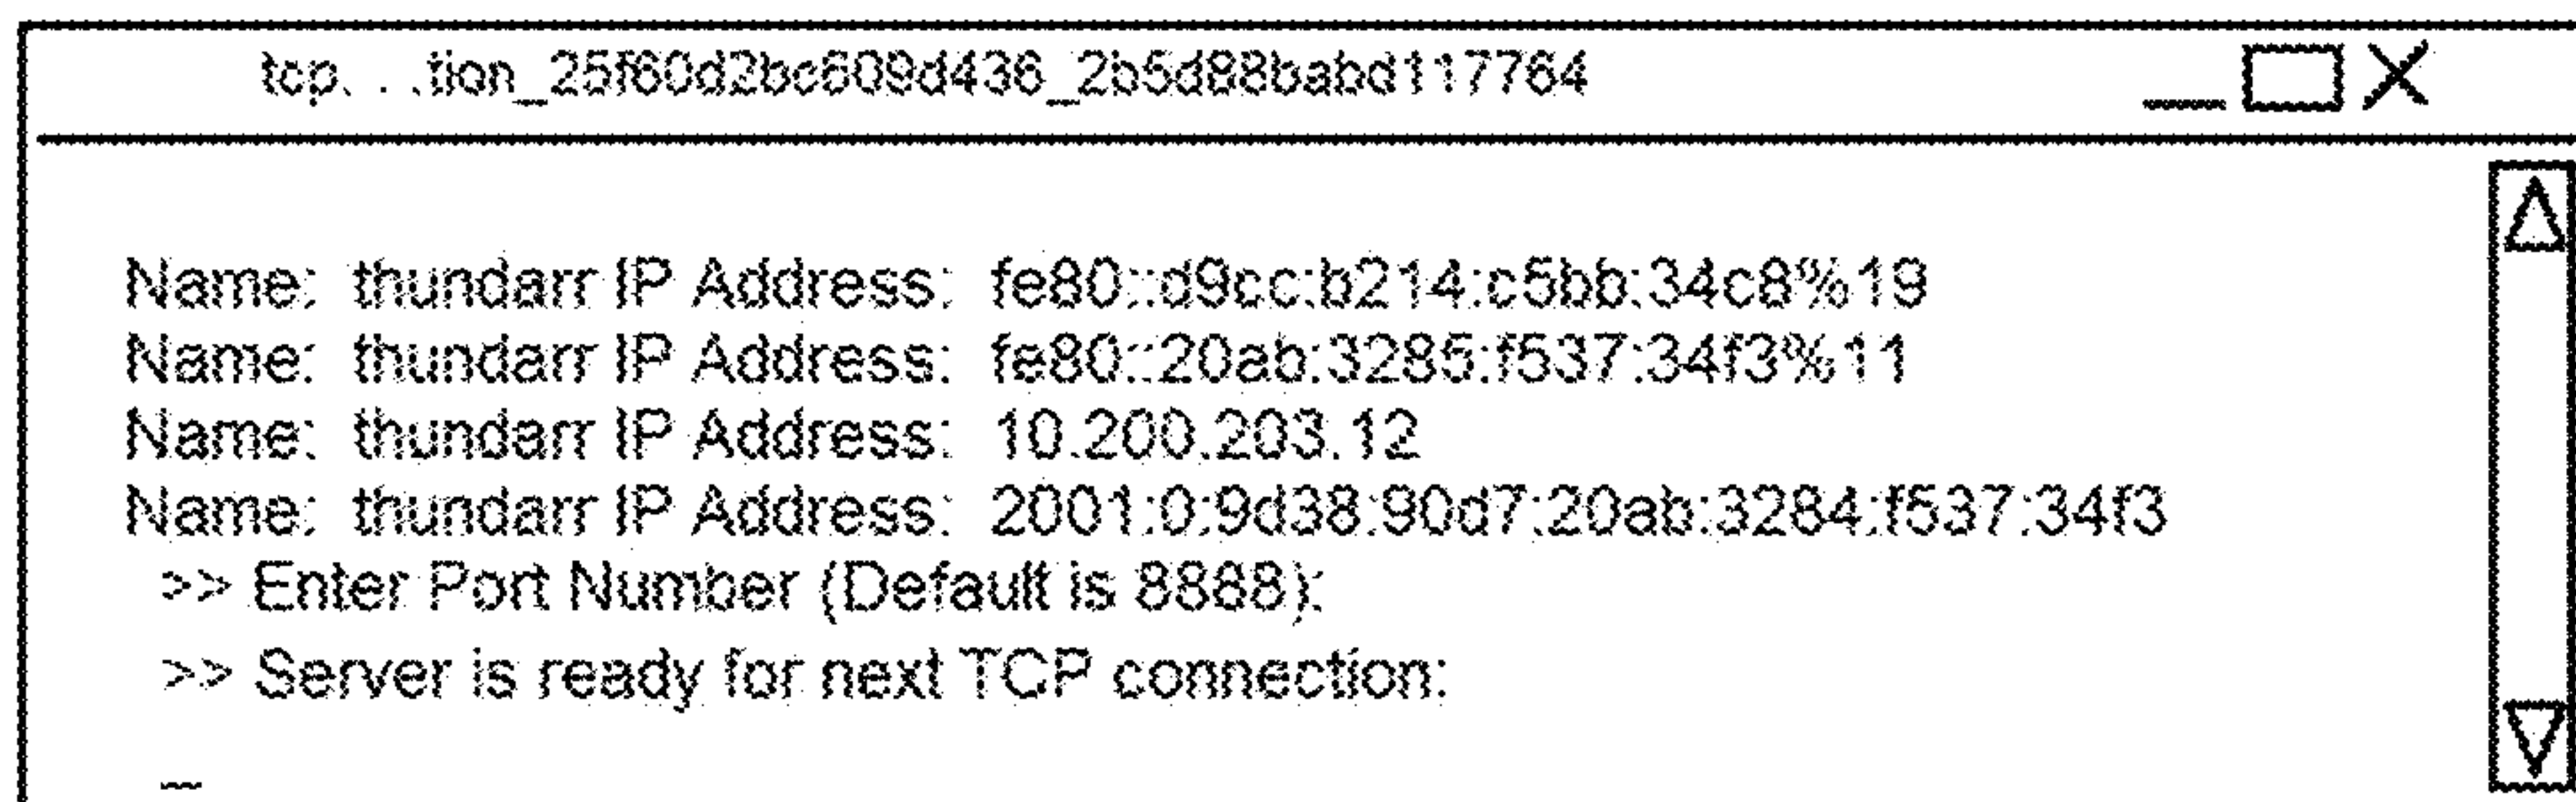 tcp. . .tion_25f60d2bc609d436_2b5d88babd117764
Name: thundarr IP Address: fe80::d9cc:b214:c5bb:34c8%19
Name: thundarr IP Address: fe80::20ab:3285:f537:34f3%11
Name: thundarr IP Address: 10.200.203.12
Name: thundarr IP Address: 2001:0:9d38:90d7:20ab:3284:f537:34f3
>> Enter Port Number (Default is 8888):
>> Server is ready for next TCP connection:
_